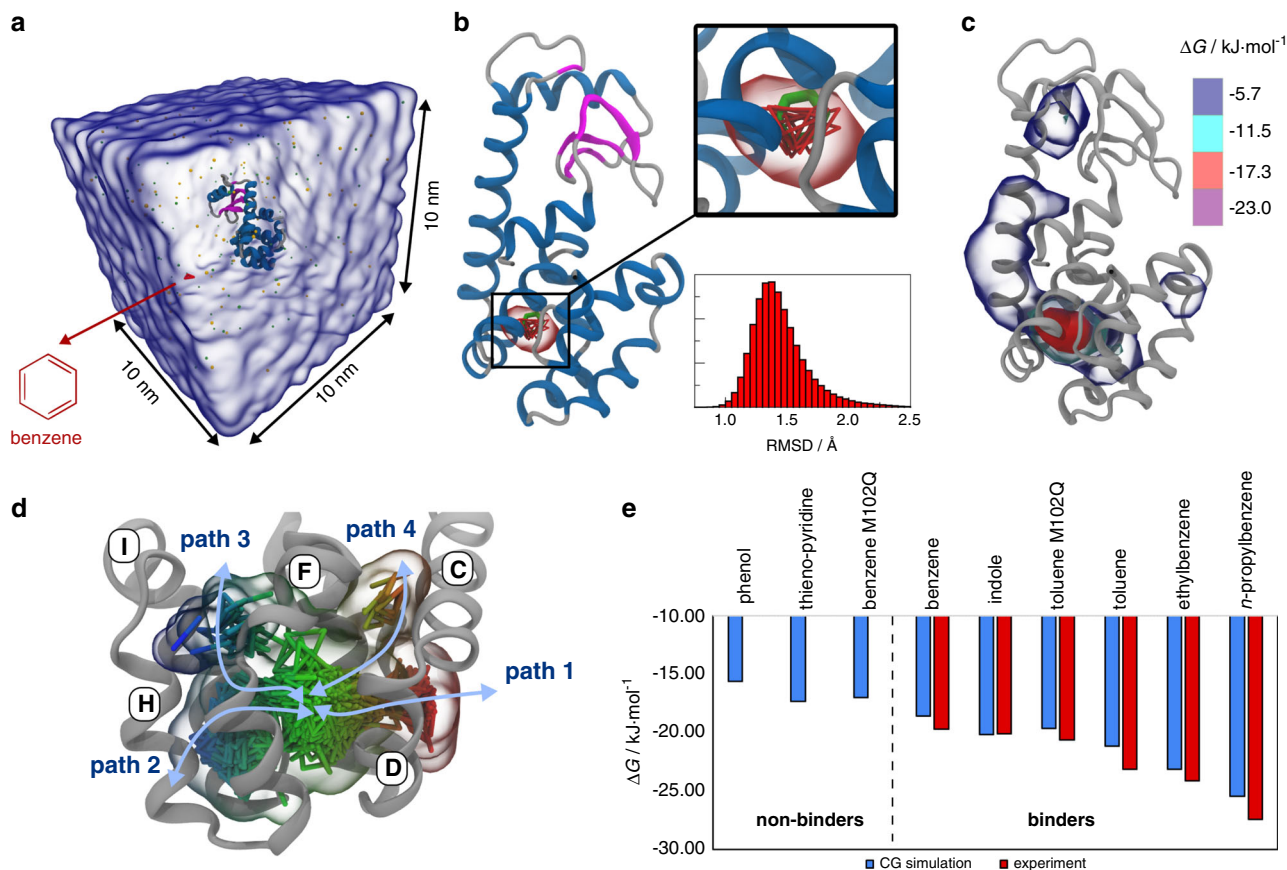 a
10 nm
10 nm
10 nm
benzene
b
1.0
1.5
2.0
2.5
RMSD / Å
c
ΔG / kJ·mol⁻¹
-5.7
-11.5
-17.3
-23.0
d
I
path 3
F
path 4
C
path 1
H
path 2
D
e
phenol
thieno-pyridine
benzene M102Q
benzene
indole
toluene M102Q
toluene
ethylbenzene
n-propylbenzene
-10.00
-15.00
-20.00
-25.00
-30.00
ΔG / kJ·mol⁻¹
non-binders
binders
CG simulation
experiment